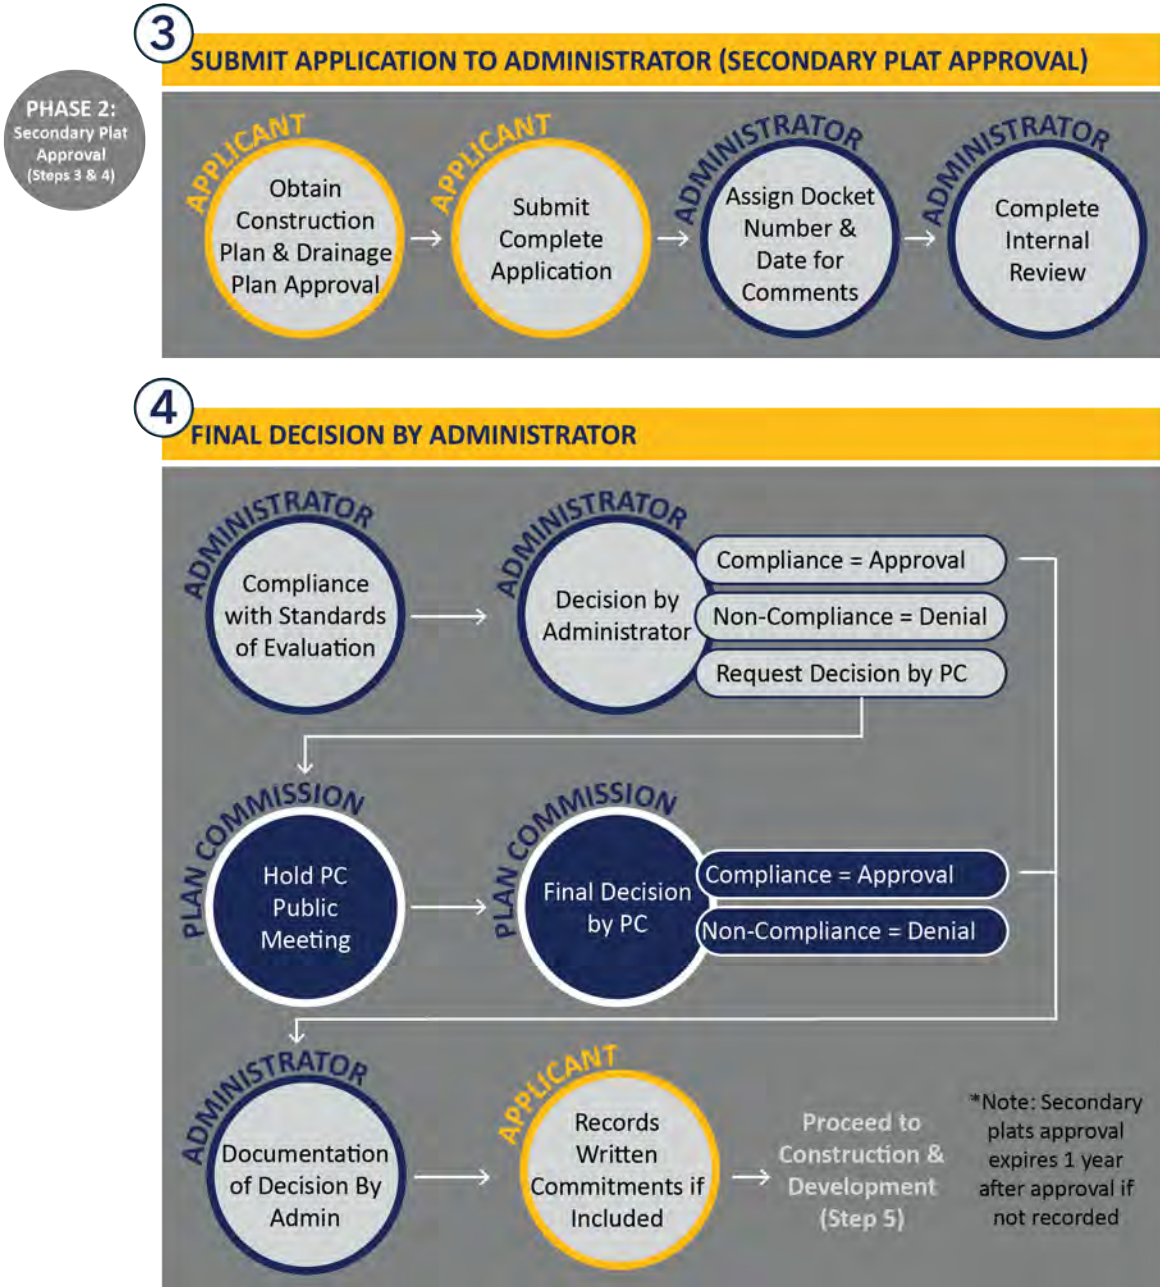 3
SUBMIT APPLICATION TO ADMINISTRATOR (SECONDARY PLAT APPROVAL)
PHASE 2:
Secondary Plat
Approval
(Steps 3 & 4)
APPLICANT
Obtain
Construction
Plan & Drainage
Plan Approval
APPLICANT
Submit
Complete
Application
ADMINISTRATOR
Assign Docket
Number &
Date for
Comments
ADMINISTRATOR
Complete
Internal
Review
4
FINAL DECISION BY ADMINISTRATOR
ADMINISTRATOR
Compliance
with Standards
of Evaluation
ADMINISTRATOR
Decision by
Administrator
Compliance = Approval
Non-Compliance = Denial
Request Decision by PC
PLAN COMMISSION
Hold PC
Public
Meeting
PLAN COMMISSION
Final Decision
by PC
Compliance = Approval
Non-Compliance = Denial
ADMINISTRATOR
Documentation
of Decision By
Admin
APPLICANT
Records
Written
Commitments if
Included
Proceed to
Construction &
Development
(Step 5)
*Note: Secondary
plats approval
expires 1 year
after approval if
not recorded